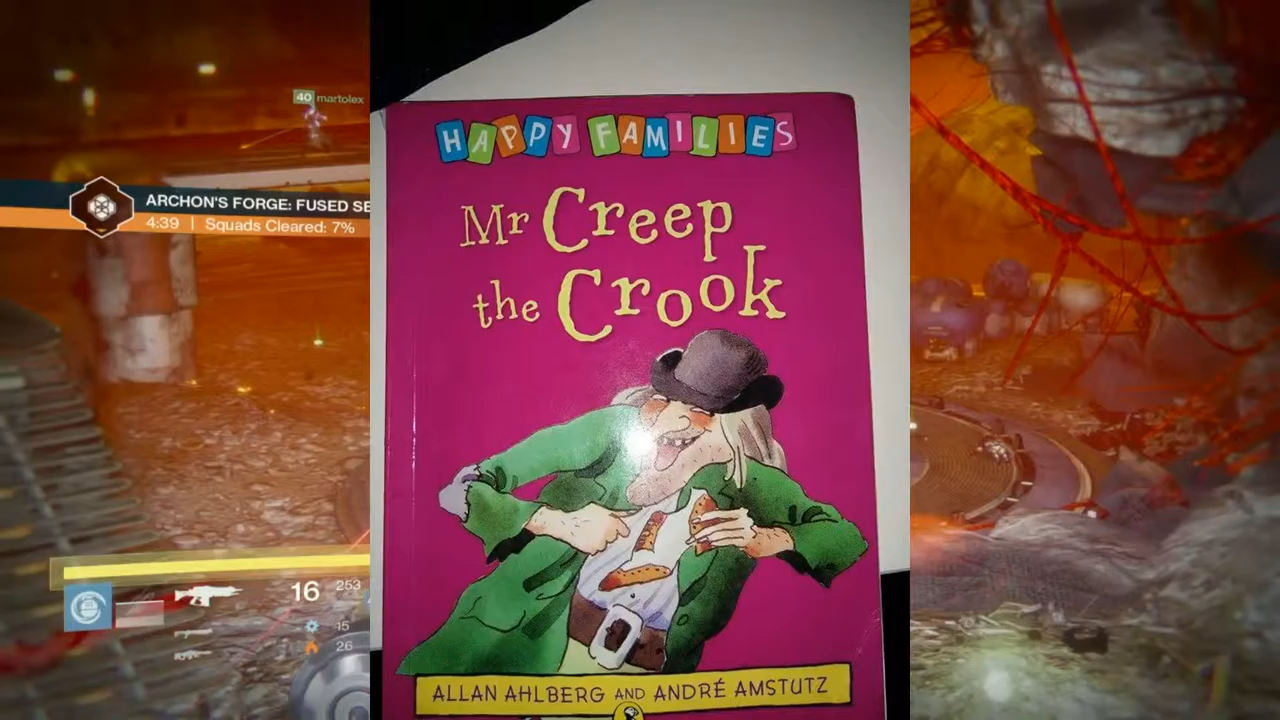 40 martolex
ARCHON'S FORGE: FUSED SE
4:39 | Squads Cleared: 7%
16 253
15
26
HAPPY FAMILIES
Mr Creep
the Crook
ALLAN AHLBERG AND ANDRÉ AMSTUTZ